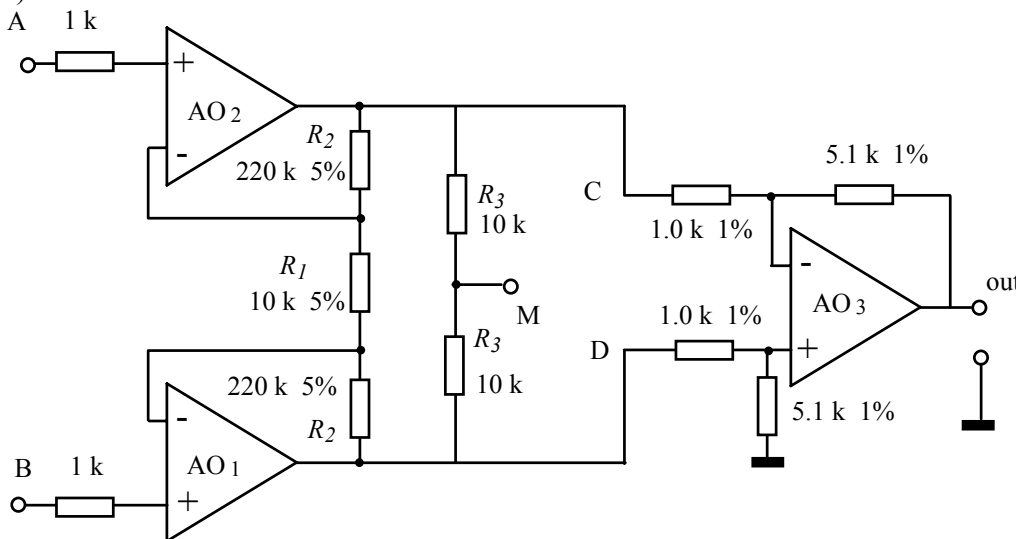 )
A
1 k
+
AO 2
-
R2
220 k 5%
R3
10 k
R1
10 k 5%
M
R3
10 k
220 k 5%
R2
-
AO 1
+
B
1 k
C
1.0 k 1%
5.1 k 1%
-
AO 3
+
out
D
1.0 k 1%
5.1 k 1%